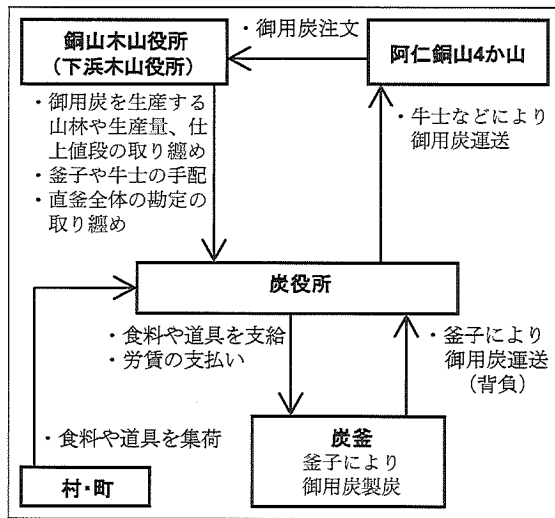 銅山木山役所
(下浜木山役所)
・御用炭注文
阿仁銅山4か山
・御用炭を生産する
山林や生産量、仕
上値段の取り纏め
・釜子や牛士の手配
・直釜全体の勘定の
取り纏め
・牛士などにより
御用炭運送
炭役所
・食料や道具を支給
・労賃の支払い
・釜子により
御用炭運送
(背負)
・食料や道具を集荷
村・町
炭釜
釜子により
御用炭製炭